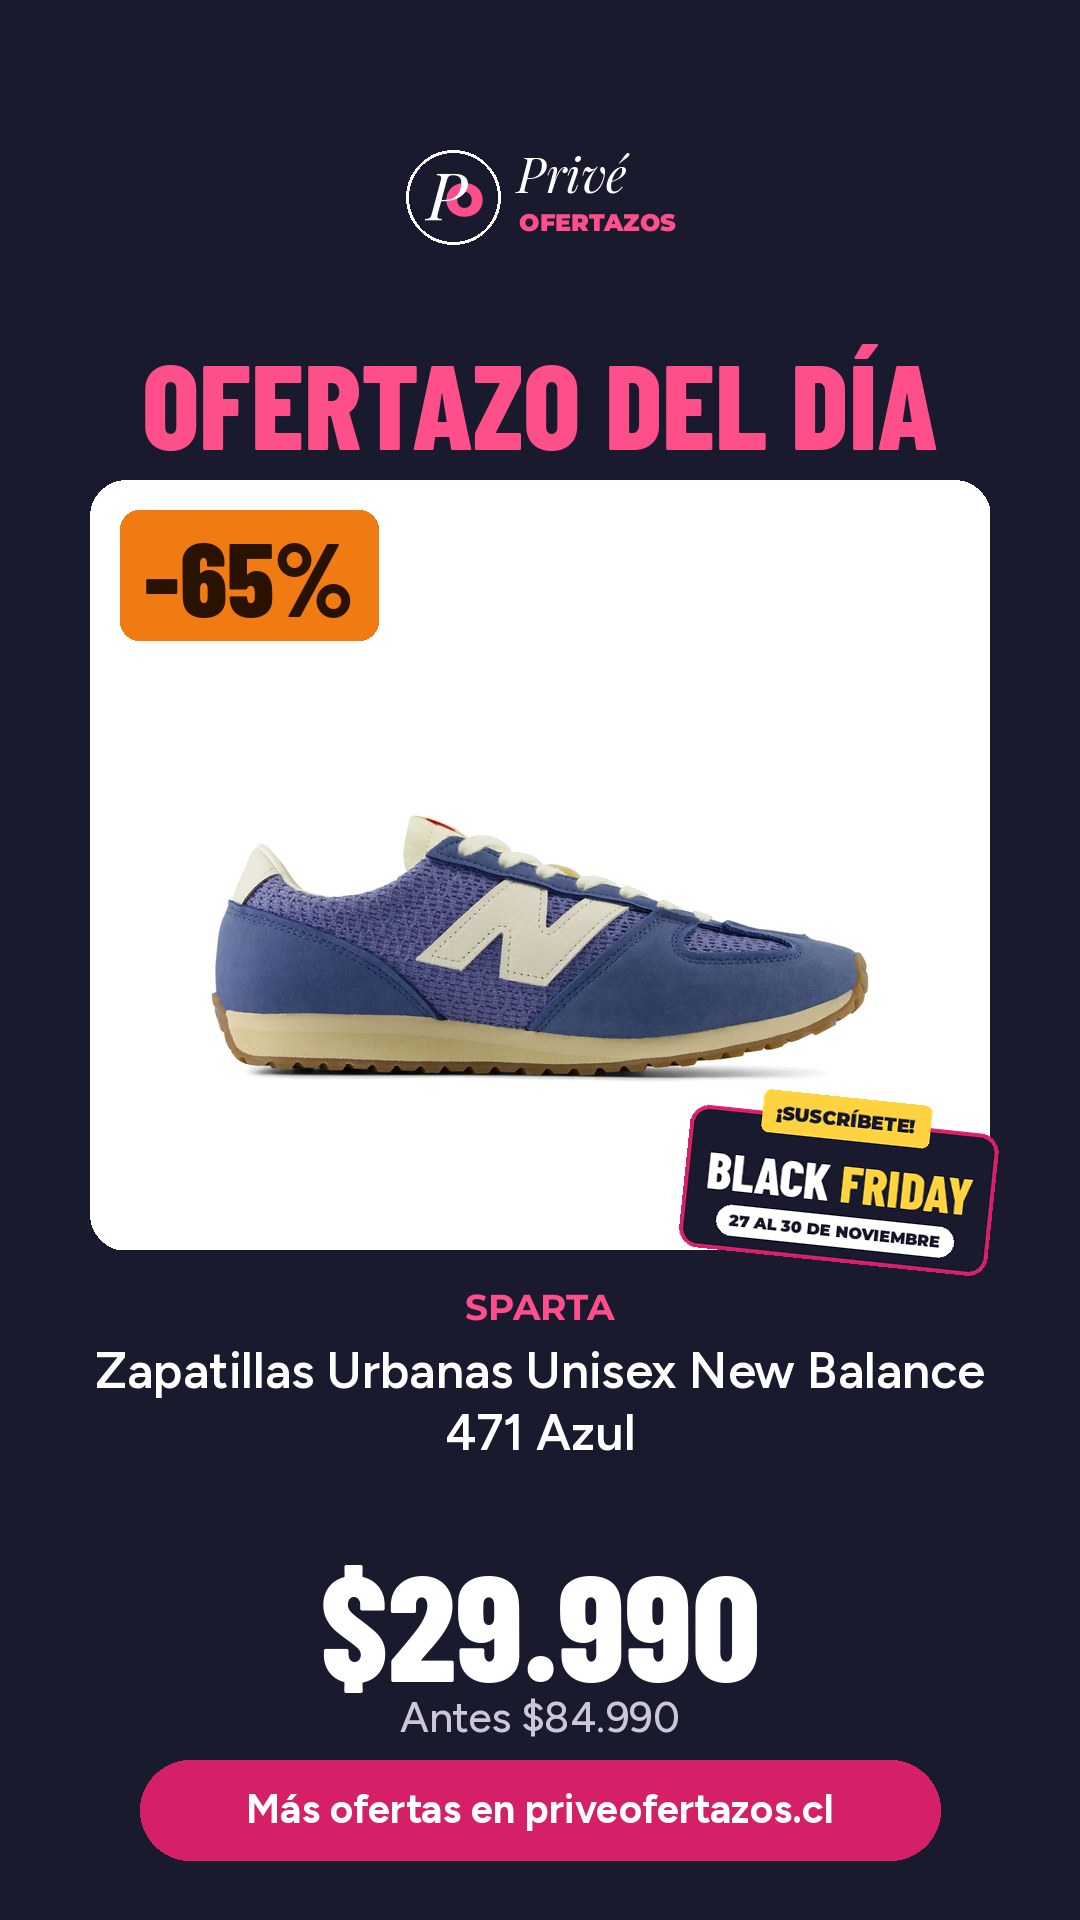 PO
Privé
OFERTAZOS
OFERTAZO DEL DÍA
-65%
N
¡SUSCRÍBETE!
BLACK FRIDAY
27 AL 30 DE NOVIEMBRE
SPARTA
Zapatillas Urbanas Unisex New Balance
471 Azul
$29.990
Antes $84.990
Más ofertas en priveofertazos.cl